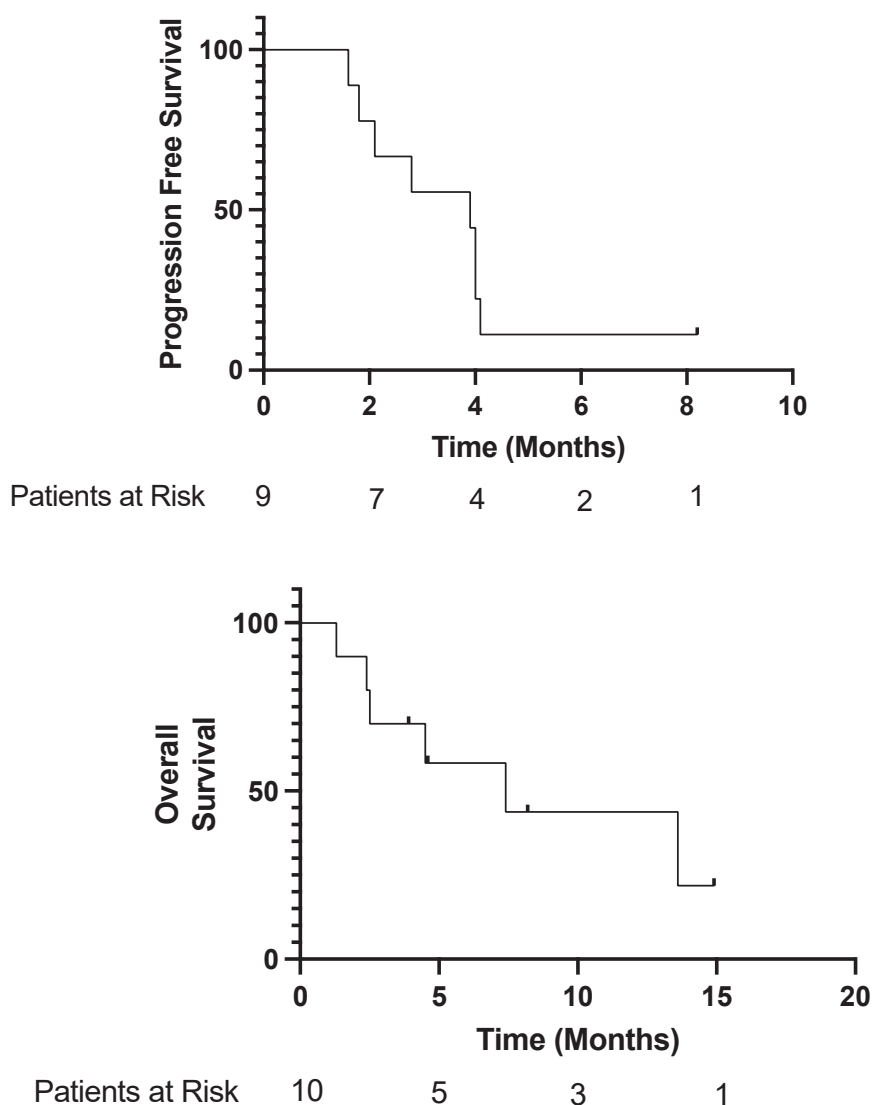 Progression Free Survival
100
50
0
0 2 4 6 8 10
Time (Months)
Patients at Risk 9 7 4 2 1
Overall
Survival
100
50
0
0 5 10 15 20
Time (Months)
Patients at Risk 10 5 3 1